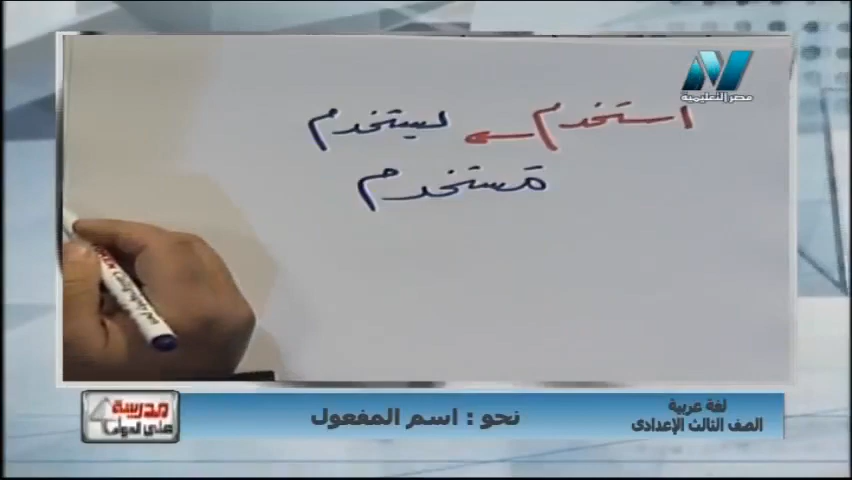 مصر التعليمية
استخدم ← يستخدم
مستخدم
لغة عربية
الصف الثالث الإعدادى
نحو : اسم المفعول
مدرسة
على الهواء